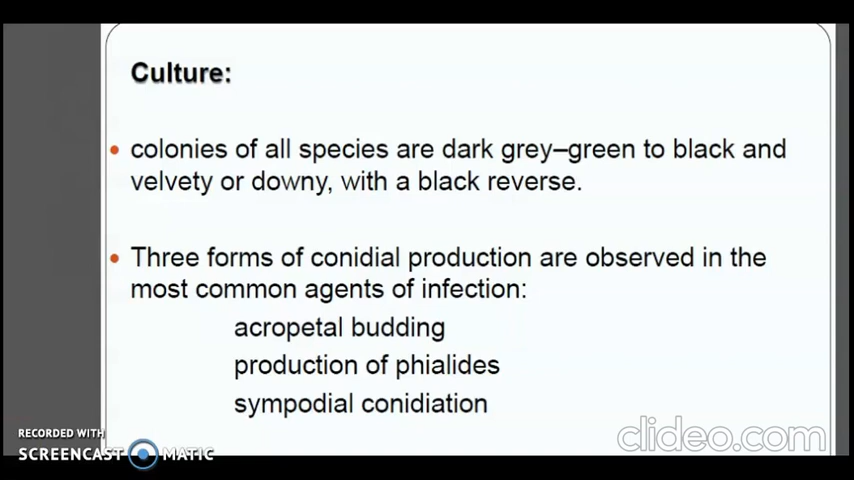 Culture:
colonies of all species are dark grey–green to black and
velvety or downy, with a black reverse.
Three forms of conidial production are observed in the
most common agents of infection:
acropetal budding
production of phialides
sympodial conidiation
RECORDED WITH
SCREENCAST MATIC
clideo.com